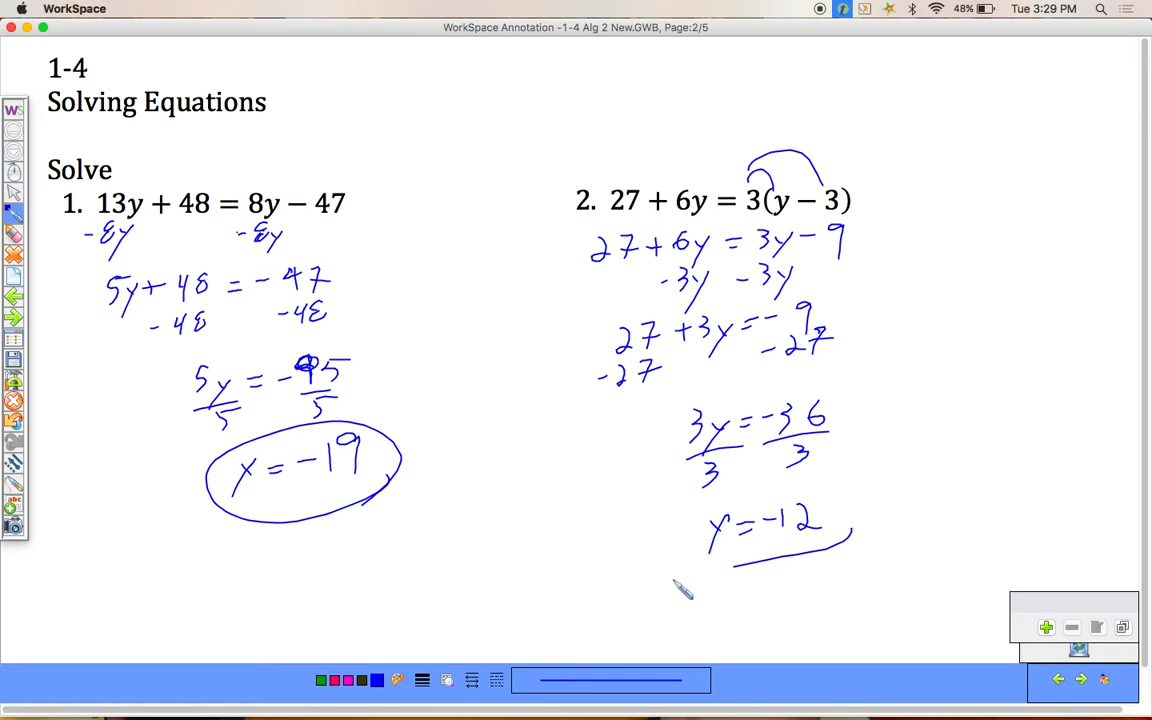 WorkSpace
48%
Tue 3:29 PM
WorkSpace Annotation -1-4 Alg 2 New.GWB, Page:2/5
WS
1-4
Solving Equations
Solve
1. 13y + 48 = 8y − 47
-8y -8y
5y + 48 = -47
-48 -48
5y = -95
5 5
x = -19
2. 27 + 6y = 3(y − 3)
27 + 6y = 3y - 9
-3y -3y
27 + 3y = -9
-27 -27
3y = -36
3 3
y = -12